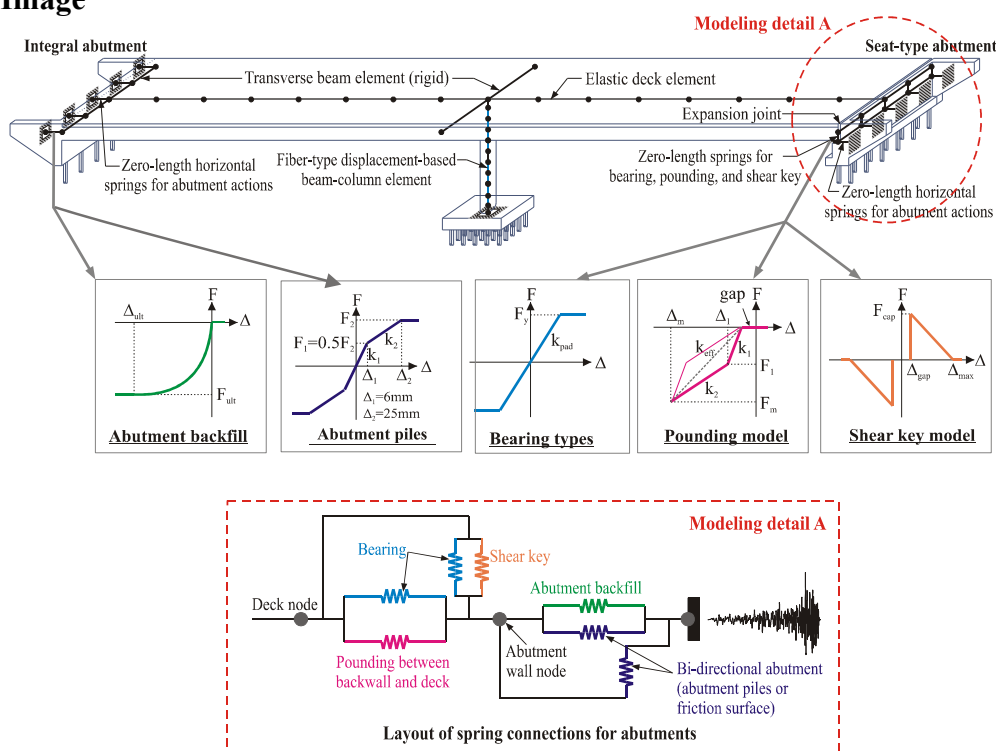 Image
Modeling detail A
Integral abutment
Seat-type abutment
Transverse beam element (rigid)
Elastic deck element
Expansion joint
Zero-length horizontal
springs for abutment actions
Fiber-type displacement-based
beam-column element
Zero-length springs for
bearing, pounding, and shear key
Zero-length horizontal
springs for abutment actions
F
Δult
Δ
Fult
Abutment backfill
F
F2
F1=0.5F2
k2
k1
Δ
Δ1 Δ2
Δ1=6mm
Δ2=25mm
Abutment piles
F
Fy
kpad
Δ
Bearing types
gap
Δm Δ1 F
Δ
keff
k1
F1
k2
Fm
Pounding model
F
Fcap
Δ
Δgap Δmax
Shear key model
Modeling detail A
Bearing
Shear key
Abutment backfill
Deck node
Pounding between
backwall and deck
Abutment
wall node
Bi-directional abutment
(abutment piles or
friction surface)
Layout of spring connections for abutments